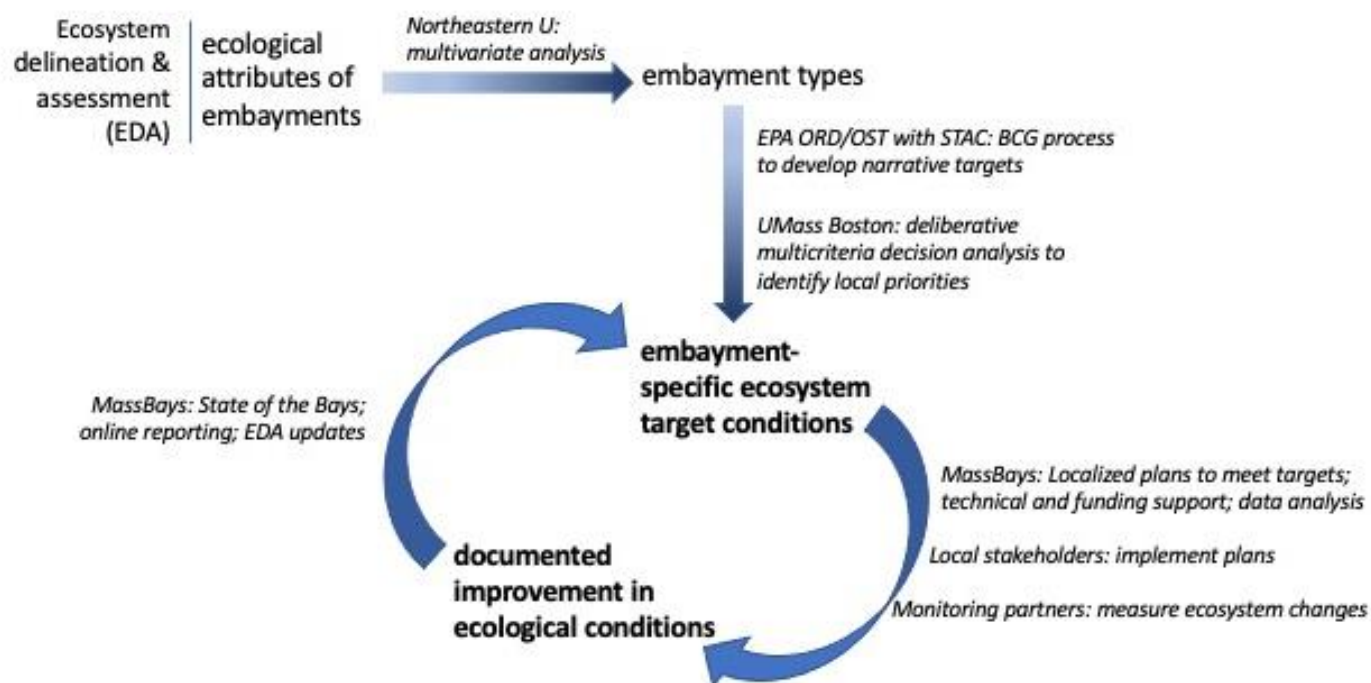 Ecosystem
delineation &
assessment
(EDA)
ecological
attributes of
embayments
Northeastern U:
multivariate analysis
embayment types
EPA ORD/OST with STAC: BCG process
to develop narrative targets
UMass Boston: deliberative
multicriteria decision analysis to
identify local priorities
embayment-
specific ecosystem
target conditions
MassBays: State of the Bays;
online reporting; EDA updates
MassBays: Localized plans to meet targets;
technical and funding support; data analysis
Local stakeholders: implement plans
Monitoring partners: measure ecosystem changes
documented
improvement in
ecological conditions